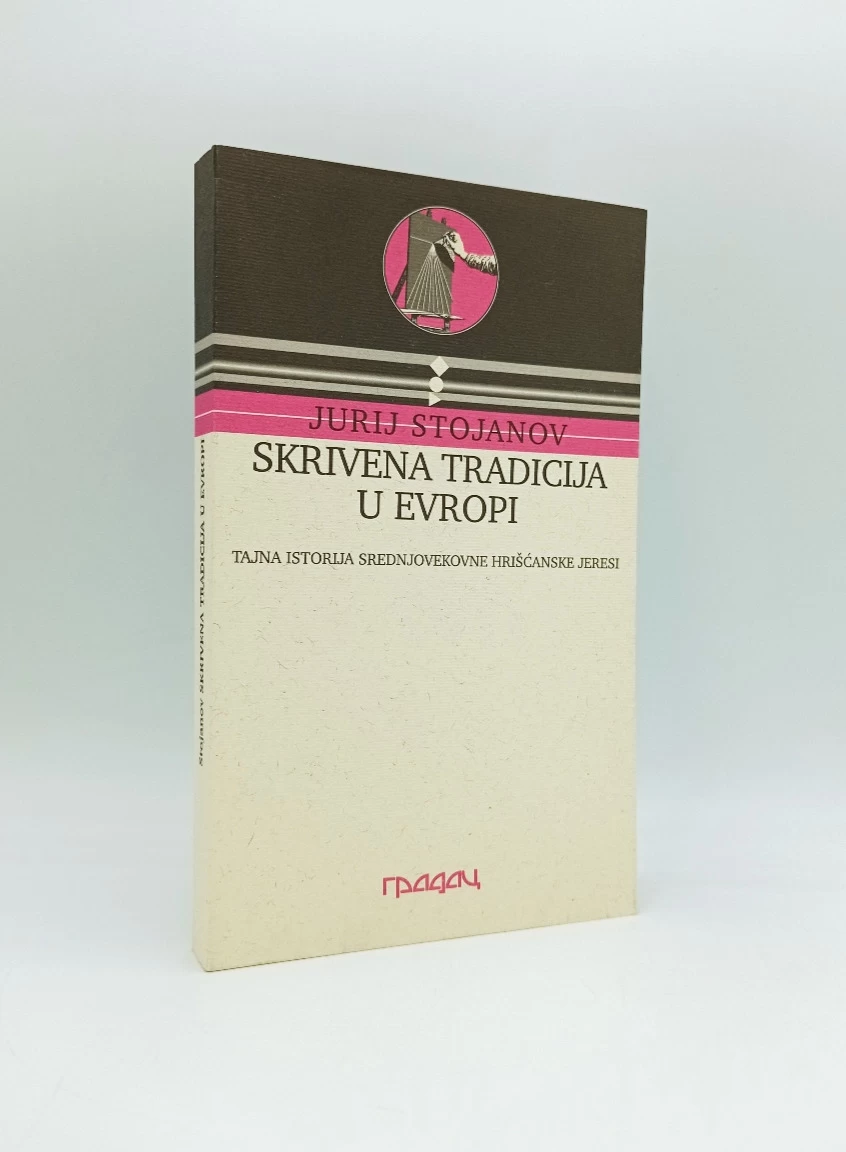 JURIJ STOJANOV
SKRIVENA TRADICIJA
U EVROPI
TAJNA ISTORIJA SREDNJOVEKOVNE HRIŠĆANSKE JERESI
градац
Stojanov SKRIVENA TRADICIJA U EVROPI